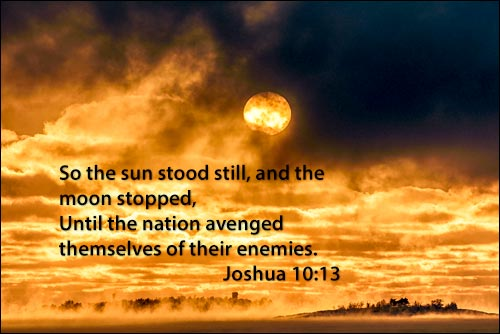 So the sun stood still, and the
moon stopped,
Until the nation avenged
themselves of their enemies.
Joshua 10:13